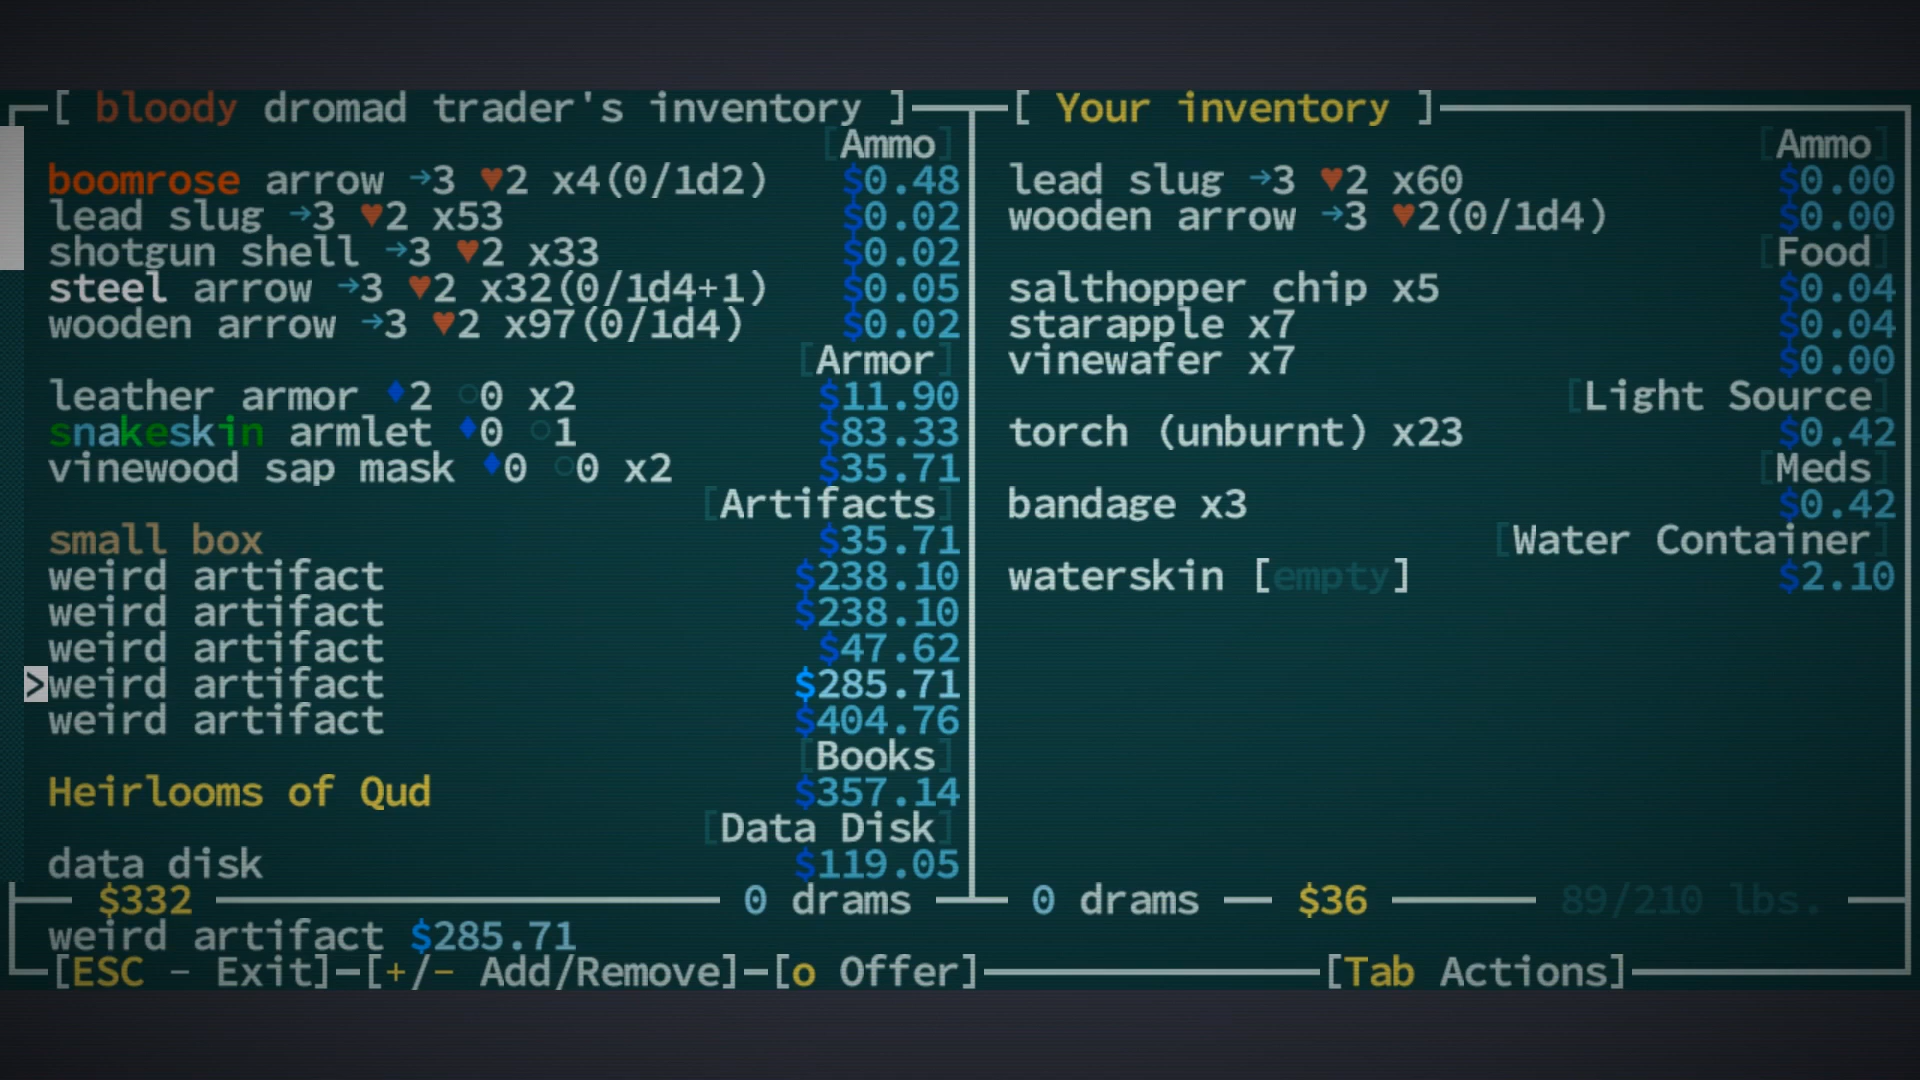 [ bloody dromad trader's inventory ]
[Ammo]
boomrose arrow →3 ♥2 x4(0/1d2) $0.48
lead slug →3 ♥2 x53 $0.02
shotgun shell →3 ♥2 x33 $0.02
steel arrow →3 ♥2 x32(0/1d4+1) $0.05
wooden arrow →3 ♥2 x97(0/1d4) $0.02
[Armor]
leather armor ♦2 ○0 x2 $11.90
snakeskin armlet ♦0 ○1 $83.33
vinewood sap mask ♦0 ○0 x2 $35.71
[Artifacts]
small box $35.71
weird artifact $238.10
weird artifact $238.10
weird artifact $47.62
>weird artifact $285.71
weird artifact $404.76
[Books]
Heirlooms of Qud $357.14
[Data Disk]
data disk $119.05
$332 0 drams
[ Your inventory ]
[Ammo]
lead slug →3 ♥2 x60 $0.00
wooden arrow →3 ♥2(0/1d4) $0.00
[Food]
salthopper chip x5 $0.04
starapple x7 $0.04
vinewafer x7 $0.00
[Light Source]
torch (unburnt) x23 $0.42
[Meds]
bandage x3 $0.42
[Water Container]
waterskin [empty] $2.10
0 drams — $36 89/210 lbs.
weird artifact $285.71
[ESC - Exit]—[+/- Add/Remove]—[o Offer] [Tab Actions]